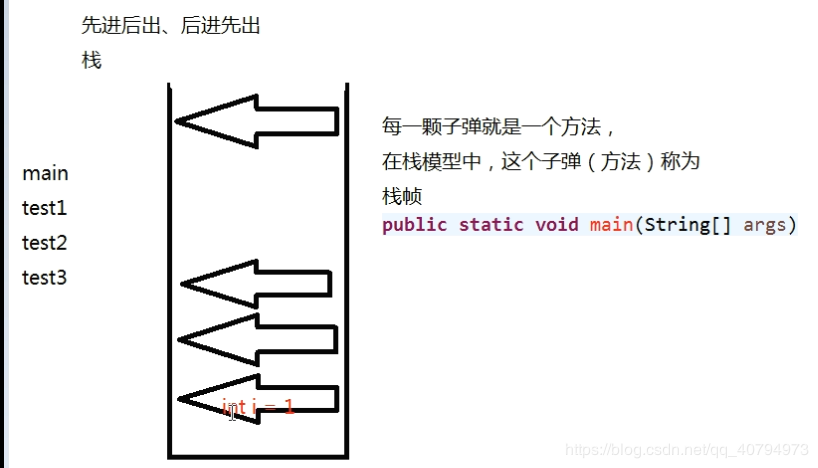 先进后出、后进先出
栈
main
test1
test2
test3
每一颗子弹就是一个方法，
在栈模型中，这个子弹（方法）称为
栈帧
public static void main(String[] args)
int i = 1
https://blog.csdn.net/qq_40794973